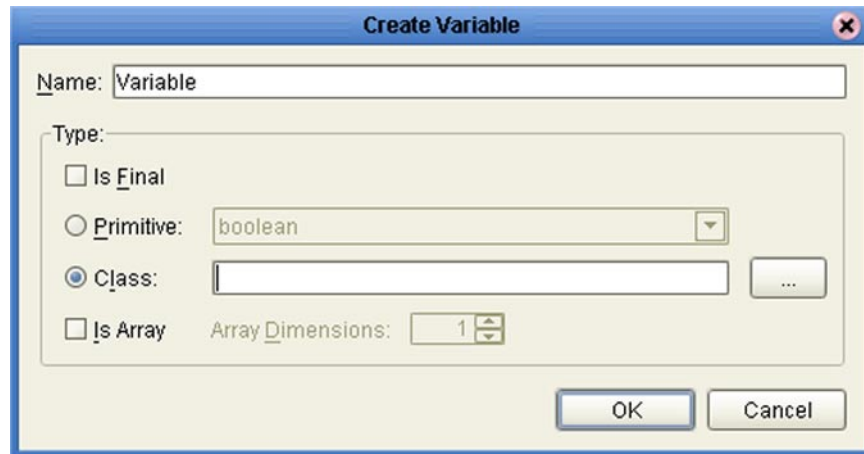 Create Variable
Name: Variable
Type:
Is Final
Primitive: boolean
Class: ...
Is Array Array Dimensions: 1
OK Cancel